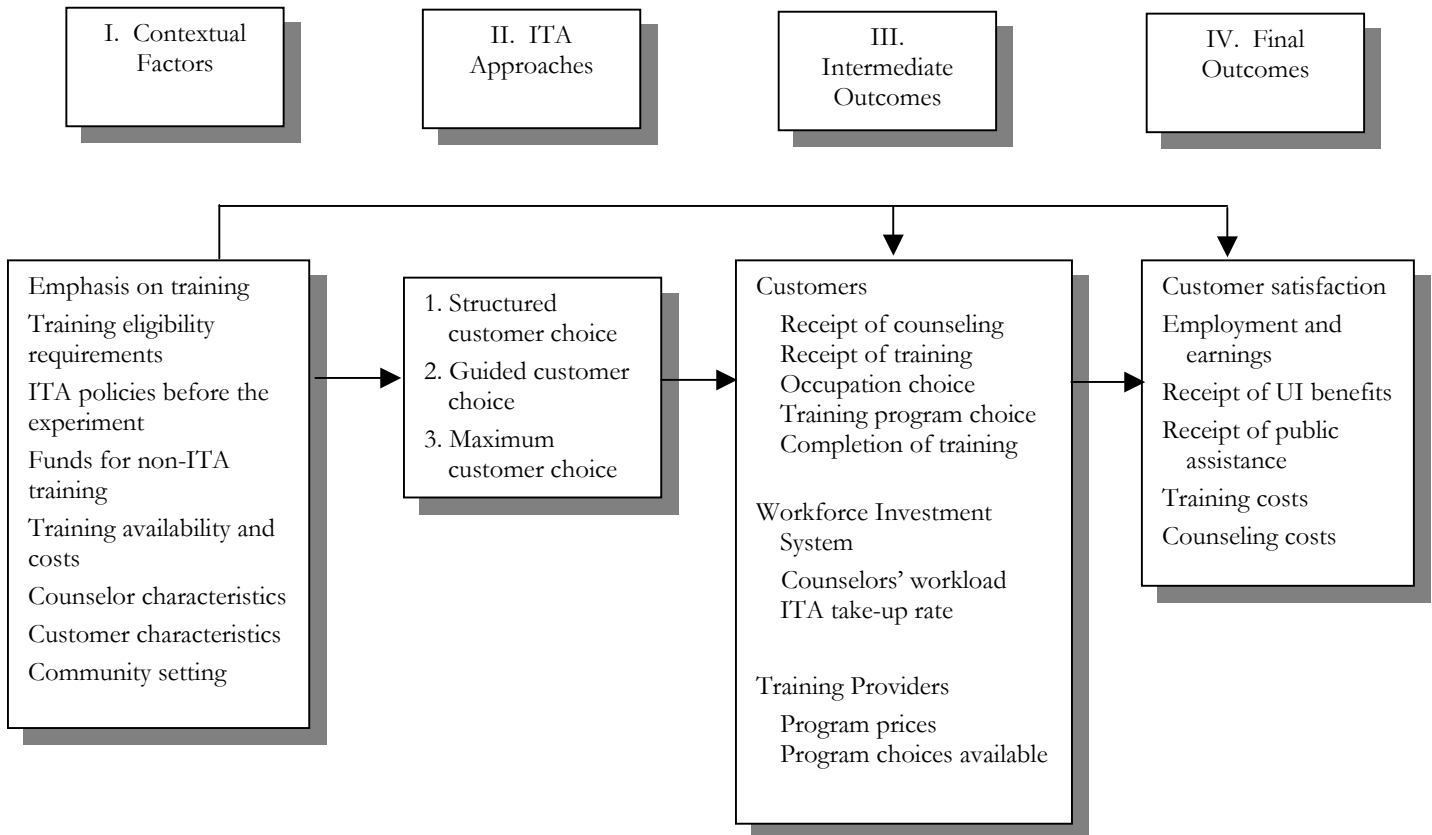 I. Contextual
Factors
II. ITA
Approaches
III.
Intermediate
Outcomes
IV. Final
Outcomes
Emphasis on training
Training eligibility
requirements
ITA policies before the
experiment
Funds for non-ITA
training
Training availability and
costs
Counselor characteristics
Customer characteristics
Community setting
1. Structured
customer choice
2. Guided customer
choice
3. Maximum
customer choice
Customers
Receipt of counseling
Receipt of training
Occupation choice
Training program choice
Completion of training
Workforce Investment
System
Counselors’ workload
ITA take-up rate
Training Providers
Program prices
Program choices available
Customer satisfaction
Employment and
earnings
Receipt of UI benefits
Receipt of public
assistance
Training costs
Counseling costs